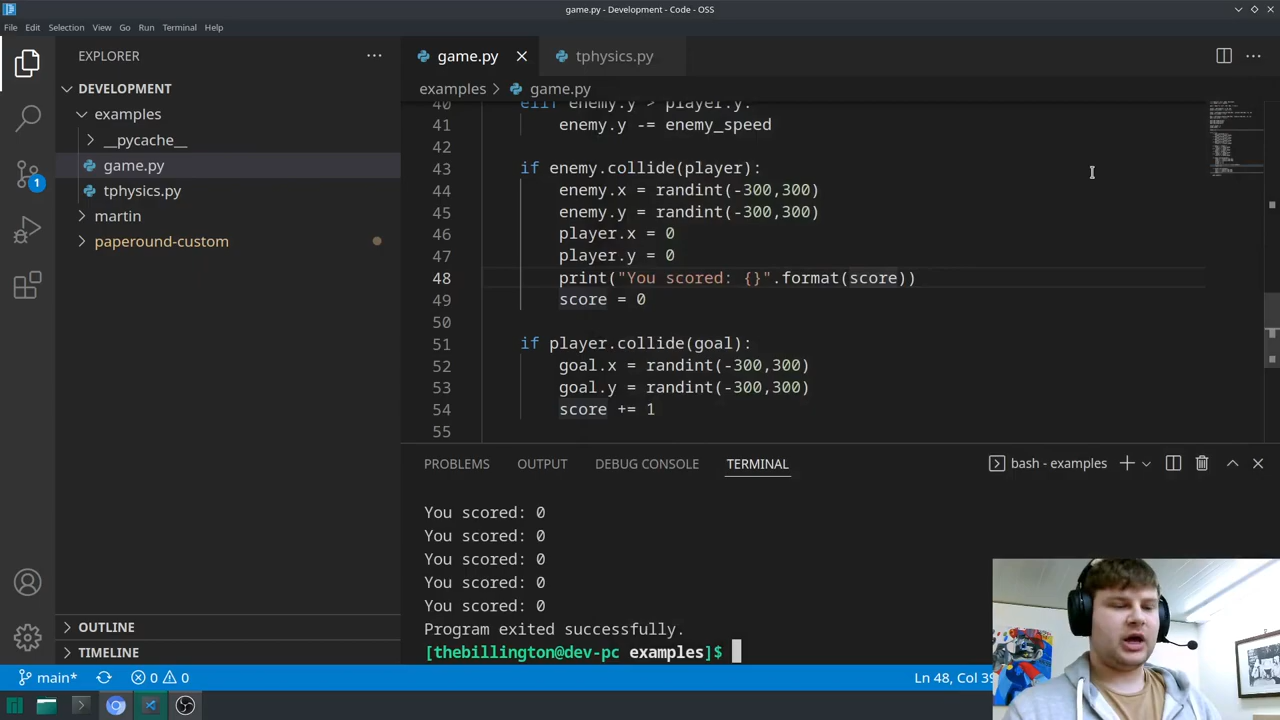 game.py - Development - Code - OSS
File Edit Selection View Go Run Terminal Help
EXPLORER
game.py
tphysics.py
DEVELOPMENT
examples > game.py
examples
__pycache__
game.py
tphysics.py
martin
paperound-custom
1
40 elif enemy.y > player.y:
41 enemy.y -= enemy_speed
42
43 if enemy.collide(player):
44 enemy.x = randint(-300,300)
45 enemy.y = randint(-300,300)
46 player.x = 0
47 player.y = 0
48 print("You scored: {}".format(score))
49 score = 0
50
51 if player.collide(goal):
52 goal.x = randint(-300,300)
53 goal.y = randint(-300,300)
54 score += 1
55
PROBLEMS OUTPUT DEBUG CONSOLE TERMINAL
bash - examples
You scored: 0
You scored: 0
You scored: 0
You scored: 0
You scored: 0
Program exited successfully.
[thebillington@dev-pc examples]$
OUTLINE
TIMELINE
main* 0 0
Ln 48, Col 39